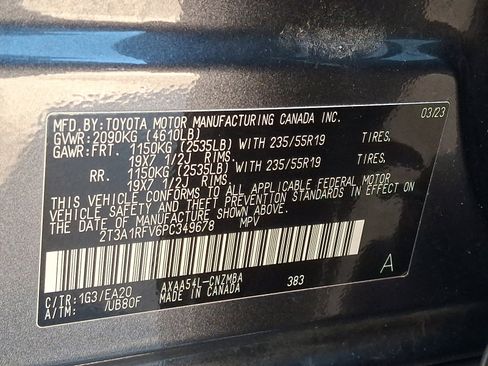 MFD.BY:TOYOTA MOTOR MANUFACTURING CANADA INC. 03/23
GVWR:2090KG (4610LB)
GAWR:FRT. 1150KG (2535LB) WITH 235/55R19 TIRES.
19X7 1/2J RIMS.
RR. 1150KG (2535LB) WITH 235/55R19 TIRES.
19X7 1/2J RIMS.
THIS VEHICLE CONFORMS TO ALL APPLICABLE FEDERAL MOTOR
VEHICLE SAFETY AND THEFT PREVENTION STANDARDS IN EFFECT ON
THE DATE OF MANUFACTURE SHOWN ABOVE.
2T3A1RFV6PC349678 MPV
C/TR:1G3/EA20 AXAA54L-CNZMBA 383 A
A/TM: /UB80F MADE IN CANADA